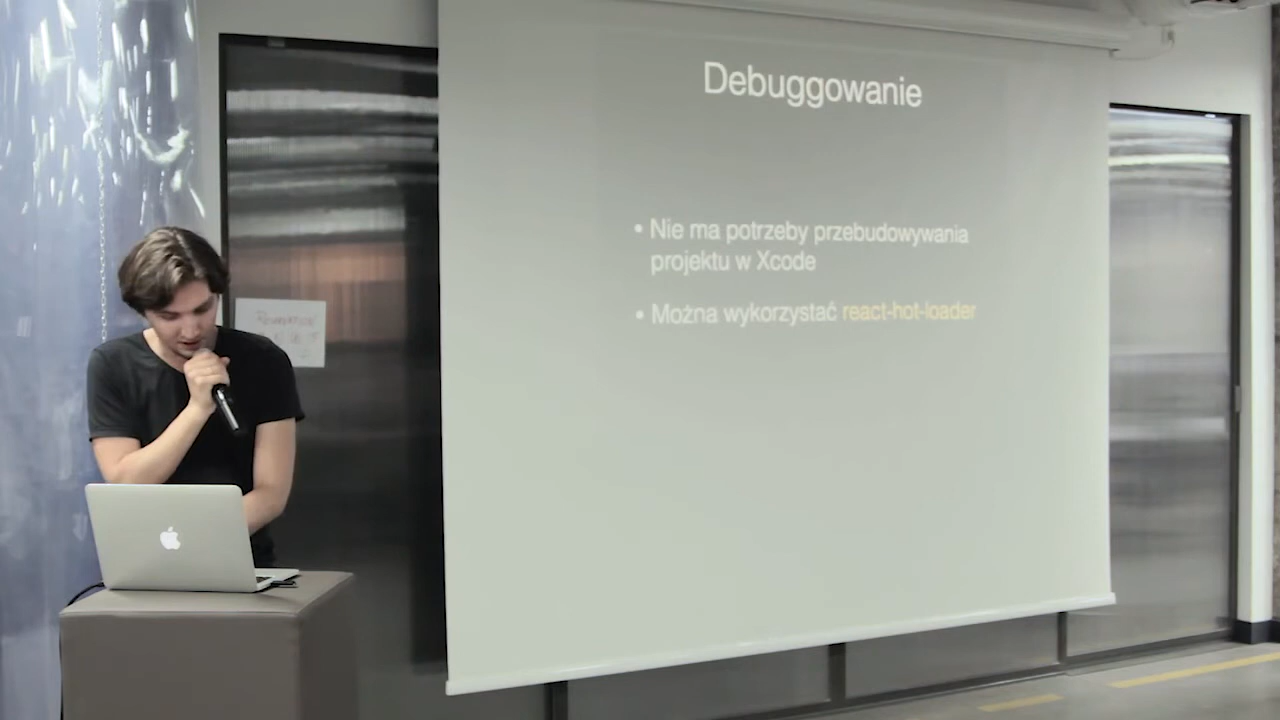 Debuggowanie
• Nie ma potrzeby przebudowywania
projektu w Xcode
• Można wykorzystać react-hot-loader